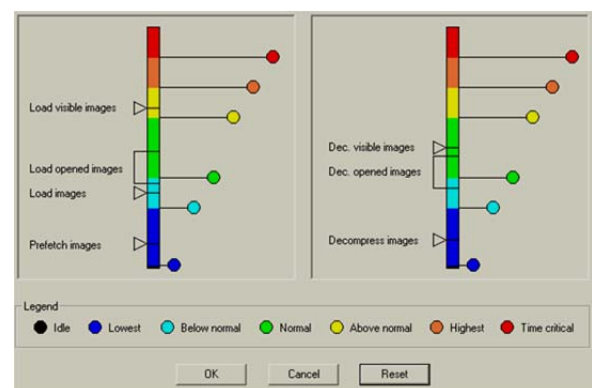 Load visible images
Load opened images
Load images
Prefetch images
Dec. visible images
Dec. opened images
Decompress images
Legend
Idle Lowest Below normal Normal Above normal Highest Time critical
OK Cancel Reset